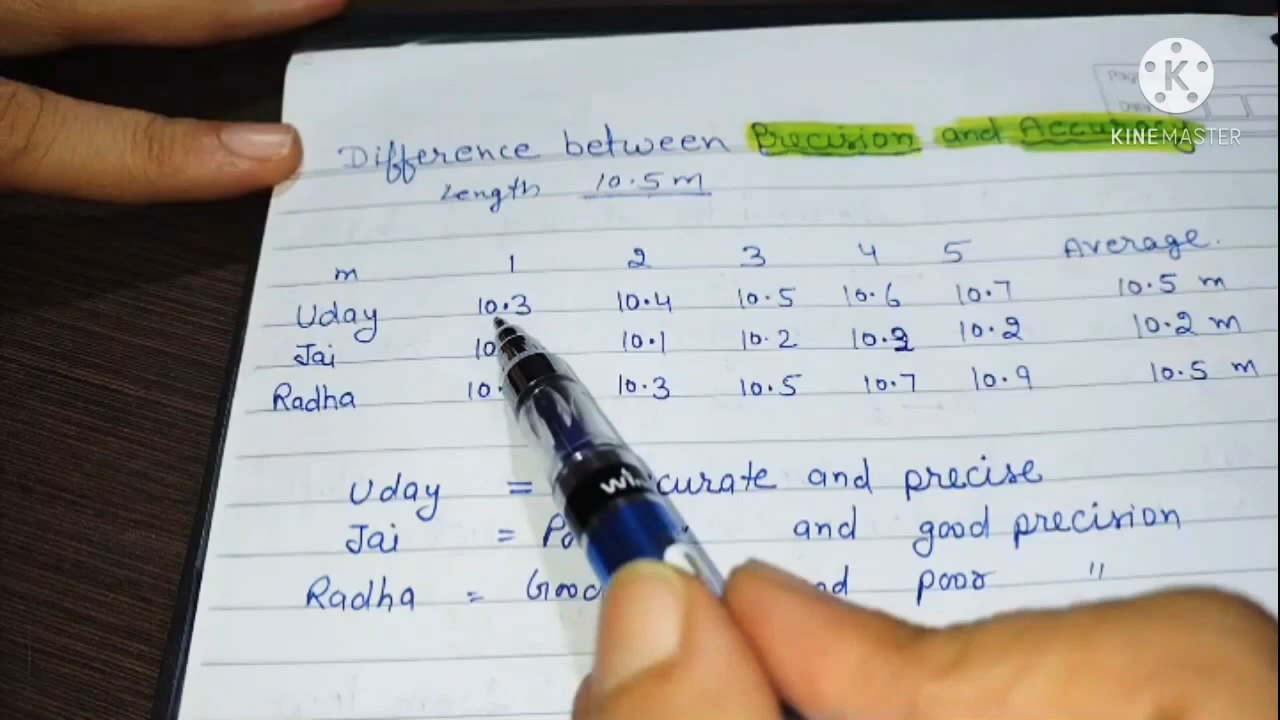 K
KINEMASTER
Difference between Precision and Accuracy
Length 10.5 m
m 1 2 3 4 5 Average.
Uday 10.3 10.4 10.5 10.6 10.7 10.5 m
Jai 10.1 10.2 10.2 10.2 10.2 m
Radha 10.3 10.5 10.7 10.9 10.5 m
Uday = and precise
Jai = and good precision
Radha = poor "